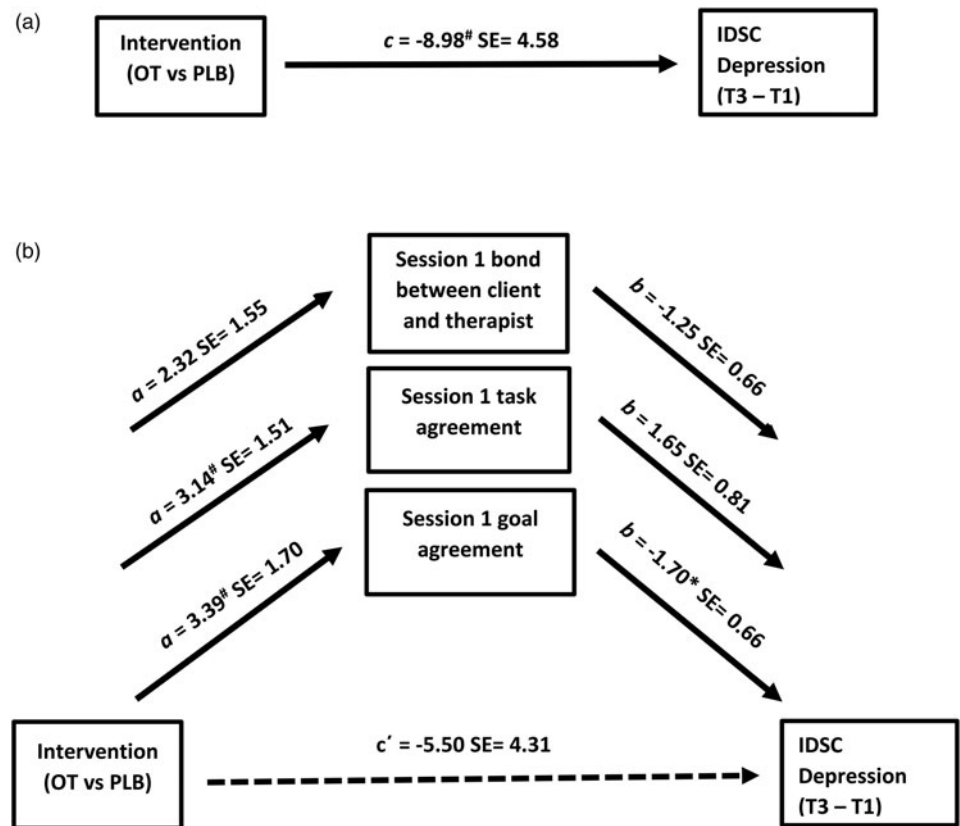 (a)
Intervention
(OT vs PLB)
c = -8.98# SE= 4.58
IDSC
Depression
(T3 – T1)
(b)
Session 1 bond
between client
and therapist
a = 2.32 SE= 1.55
b = -1.25 SE= 0.66
Session 1 task
agreement
a = 3.14# SE= 1.51
b = 1.65 SE= 0.81
Session 1 goal
agreement
a = 3.39# SE= 1.70
b = -1.70* SE= 0.66
Intervention
(OT vs PLB)
c´ = -5.50 SE= 4.31
IDSC
Depression
(T3 – T1)